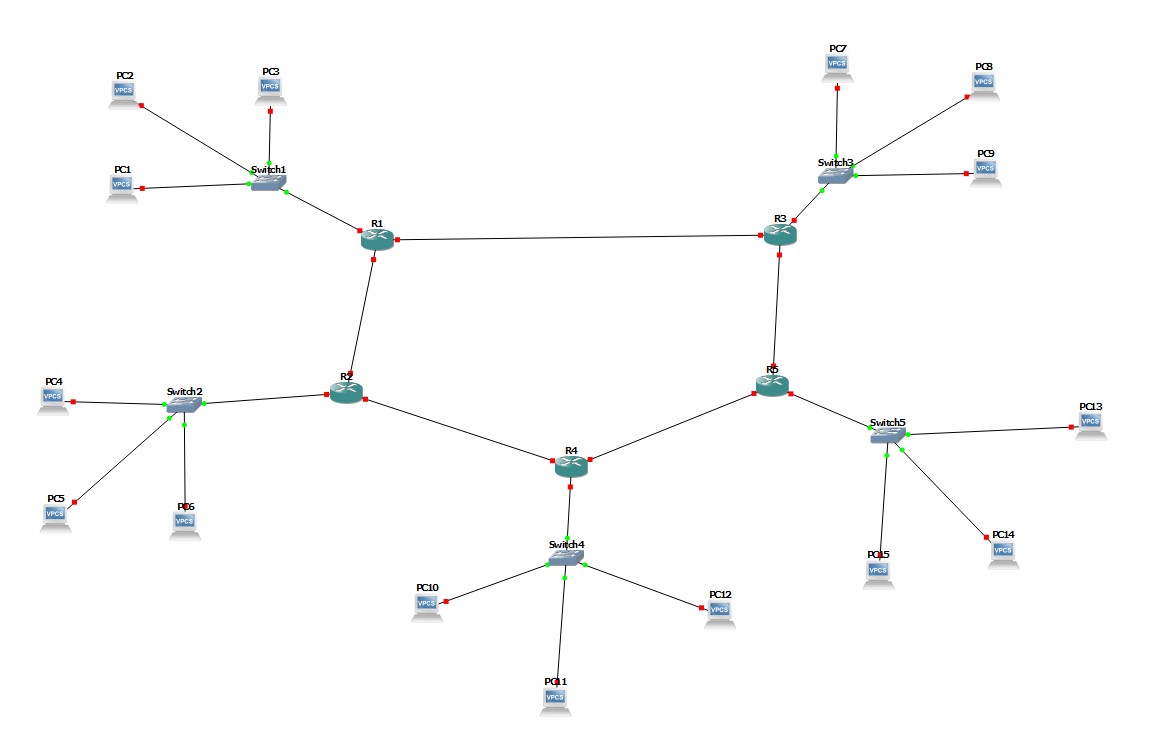 PC7
PC8
PC2
PC3
VPCS
VPCS
VPCS
VPCS
PC9
PC1
Switch1
Switch3
VPCS
VPCS
R1
R3
R2
R5
PC4
Switch2
VPCS
PC13
VPCS
Switch5
R4
PC5
PC6
VPCS
VPCS
PC14
VPCS
Switch4
PC15
VPCS
PC10
VPCS
PC12
VPCS
PC11
VPCS